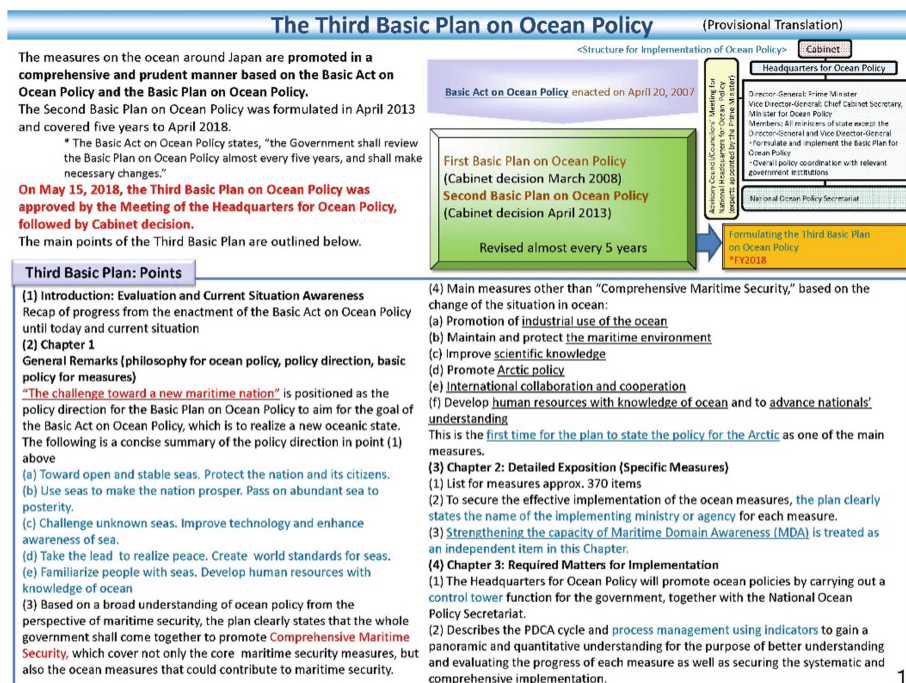 The Third Basic Plan on Ocean Policy
(Provisional Translation)
The measures on the ocean around Japan are promoted in a
comprehensive and prudent manner based on the Basic Act on
Ocean Policy and the Basic Plan on Ocean Policy.
The Second Basic Plan on Ocean Policy was formulated in April 2013
and covered five years to April 2018.
* The Basic Act on Ocean Policy states, "the Government shall review
the Basic Plan on Ocean Policy almost every five years, and shall make
necessary changes."
On May 15, 2018, the Third Basic Plan on Ocean Policy was
approved by the Meeting of the Headquarters for Ocean Policy,
followed by Cabinet decision.
The main points of the Third Basic Plan are outlined below.
<Structure for Implementation of Ocean Policy>
Cabinet
Headquarters for Ocean Policy
Director-General: Prime Minister
Vice Director-General: Chief Cabinet Secretary,
Minister for Ocean Policy
Members: All ministers of state except the
Director-General and Vice Director-General
・Formulate and implement the Basic Plan for
Ocean Policy
・Overall policy coordination with relevant
government institutions
National Ocean Policy Secretariat
Advisory Council(Councilors' Meeting for
National Headquarters for Ocean Policy
(experts appointed by the Prime Minister)
Basic Act on Ocean Policy enacted on April 20, 2007
First Basic Plan on Ocean Policy
(Cabinet decision March 2008)
Second Basic Plan on Ocean Policy
(Cabinet decision April 2013)
Revised almost every 5 years
Formulating the Third Basic Plan
on Ocean Policy
*FY2018
Third Basic Plan: Points
(1) Introduction: Evaluation and Current Situation Awareness
Recap of progress from the enactment of the Basic Act on Ocean Policy
until today and current situation
(2) Chapter 1
General Remarks (philosophy for ocean policy, policy direction, basic
policy for measures)
"The challenge toward a new maritime nation" is positioned as the
policy direction for the Basic Plan on Ocean Policy to aim for the goal of
the Basic Act on Ocean Policy, which is to realize a new oceanic state.
The following is a concise summary of the policy direction in point (1)
above
(a) Toward open and stable seas. Protect the nation and its citizens.
(b) Use seas to make the nation prosper. Pass on abundant sea to
posterity.
(c) Challenge unknown seas. Improve technology and enhance
awareness of sea.
(d) Take the lead to realize peace. Create world standards for seas.
(e) Familiarize people with seas. Develop human resources with
knowledge of ocean
(3) Based on a broad understanding of ocean policy from the
perspective of maritime security, the plan clearly states that the whole
government shall come together to promote Comprehensive Maritime
Security, which cover not only the core maritime security measures, but
also the ocean measures that could contribute to maritime security.
(4) Main measures other than "Comprehensive Maritime Security," based on the
change of the situation in ocean:
(a) Promotion of industrial use of the ocean
(b) Maintain and protect the maritime environment
(c) Improve scientific knowledge
(d) Promote Arctic policy
(e) International collaboration and cooperation
(f) Develop human resources with knowledge of ocean and to advance nationals'
understanding
This is the first time for the plan to state the policy for the Arctic as one of the main
measures.
(3) Chapter 2: Detailed Exposition (Specific Measures)
(1) List for measures approx. 370 items
(2) To secure the effective implementation of the ocean measures, the plan clearly
states the name of the implementing ministry or agency for each measure.
(3) Strengthening the capacity of Maritime Domain Awareness (MDA) is treated as
an independent item in this Chapter.
(4) Chapter 3: Required Matters for Implementation
(1) The Headquarters for Ocean Policy will promote ocean policies by carrying out a
control tower function for the government, together with the National Ocean
Policy Secretariat.
(2) Describes the PDCA cycle and process management using indicators to gain a
panoramic and quantitative understanding for the purpose of better understanding
and evaluating the progress of each measure as well as securing the systematic and
comprehensive implementation.
1